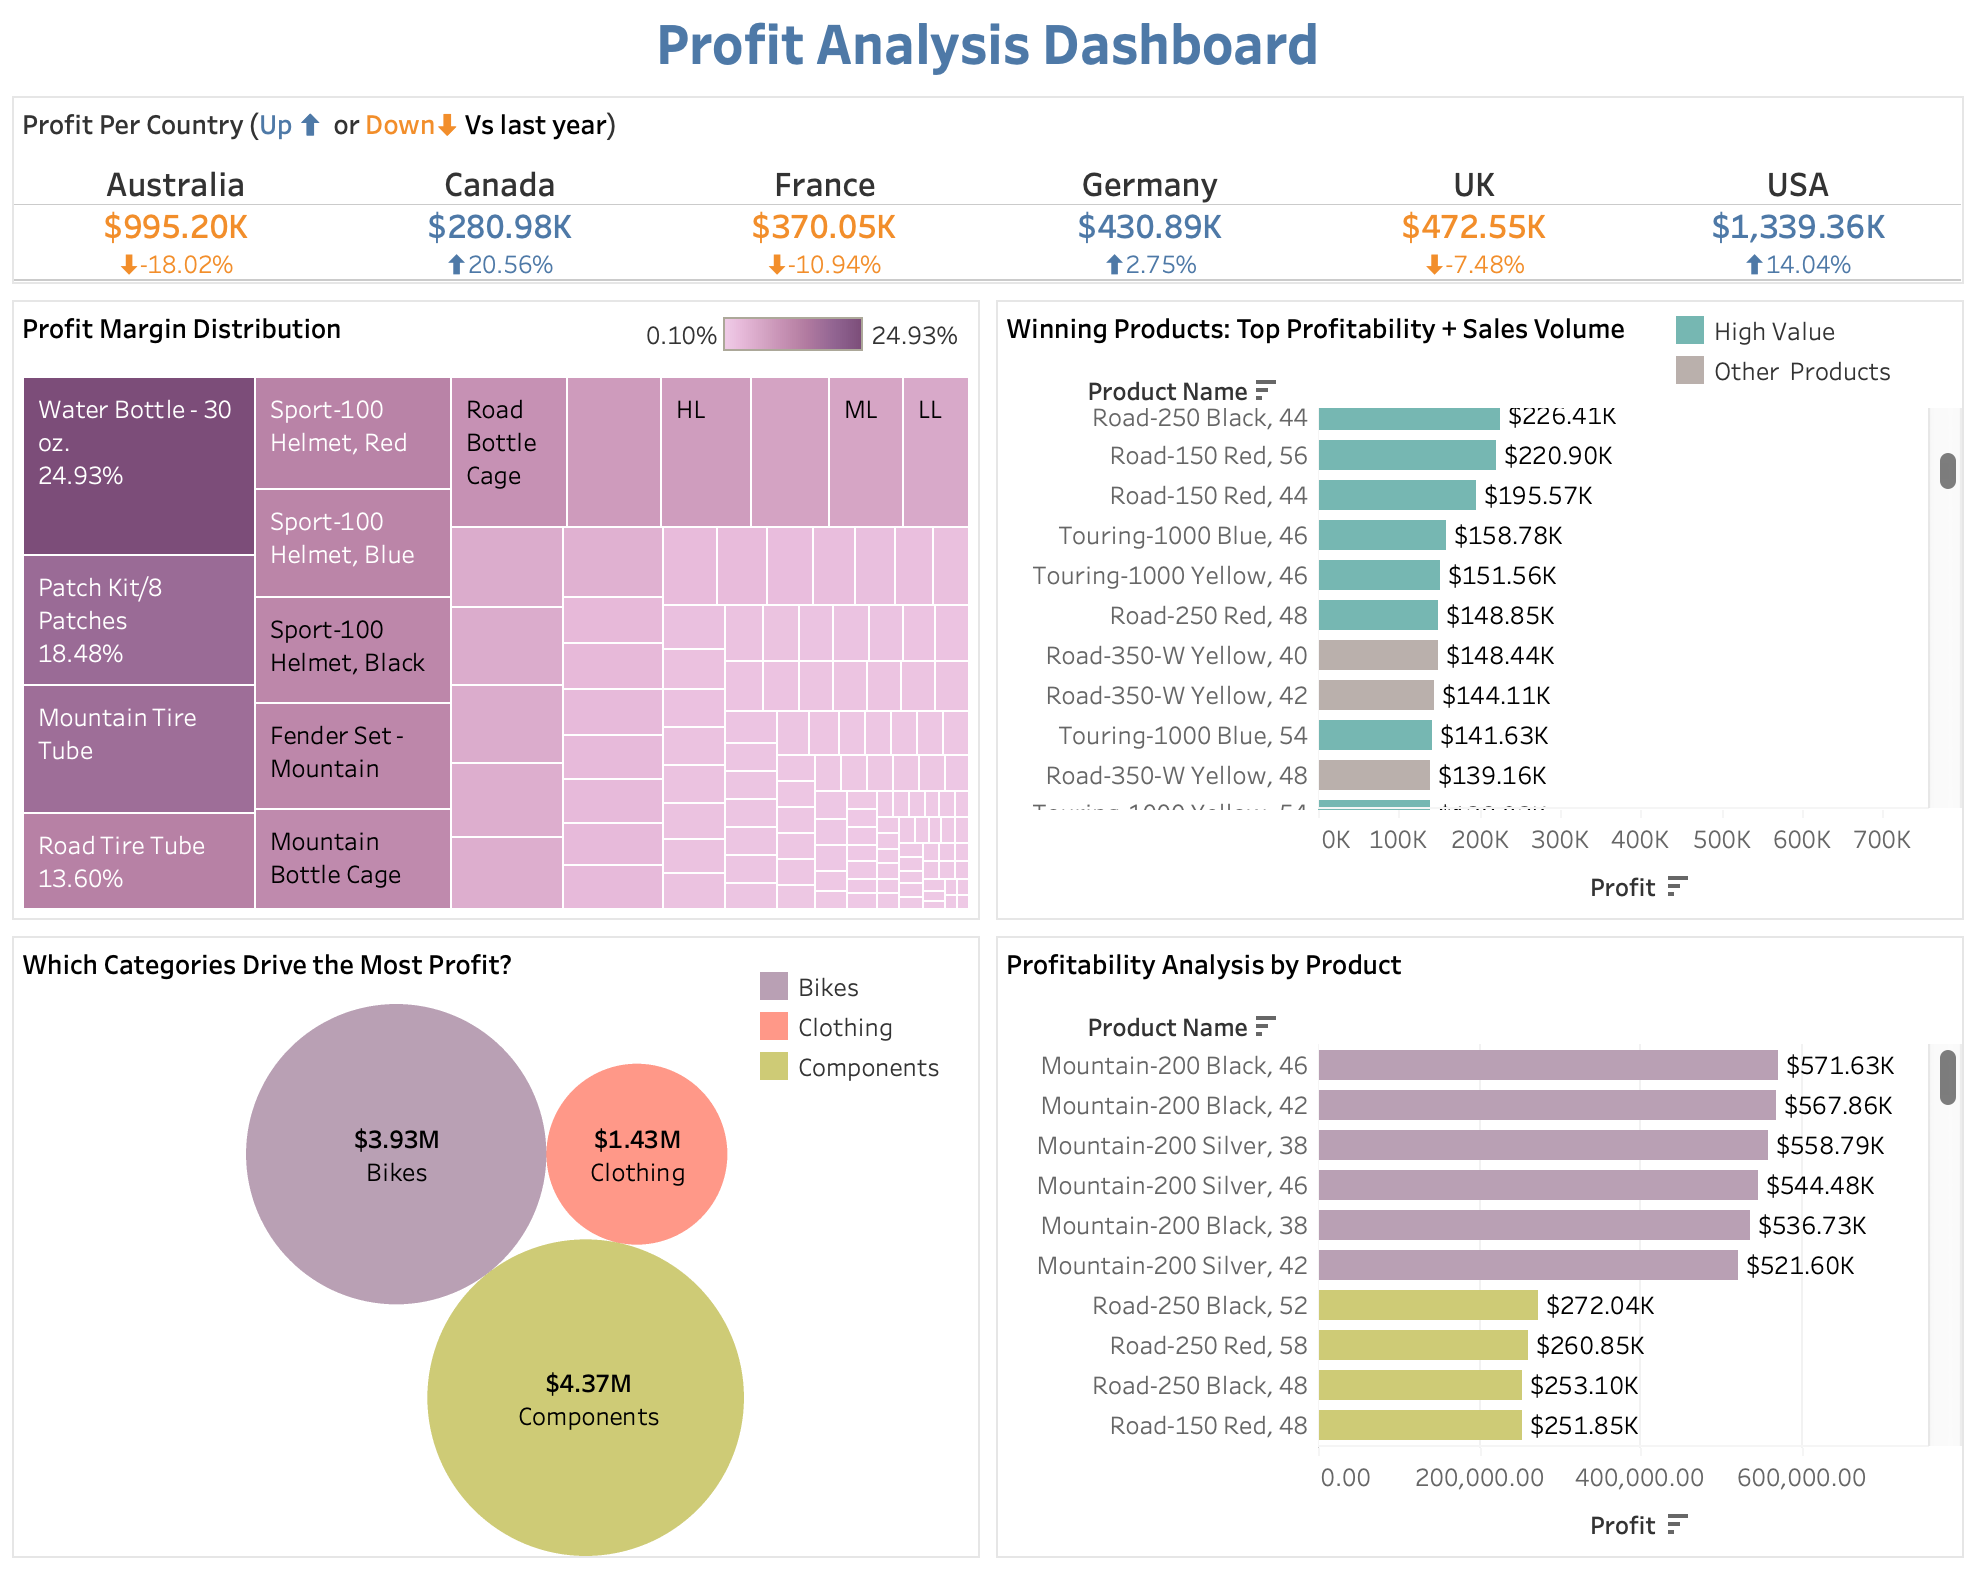 Profit Analysis Dashboard
Profit Per Country (Up ⬆ or Down⬇ Vs last year)
Australia Canada France Germany UK USA
$995.20K $280.98K $370.05K $430.89K $472.55K $1,339.36K
⬇-18.02% ⬆20.56% ⬇-10.94% ⬆2.75% ⬇-7.48% ⬆14.04%
Profit Margin Distribution
0.10% 24.93%
Water Bottle - 30
oz.
24.93%
Patch Kit/8
Patches
18.48%
Mountain Tire
Tube
Road Tire Tube
13.60%
Sport-100
Helmet, Red
Sport-100
Helmet, Blue
Sport-100
Helmet, Black
Fender Set -
Mountain
Mountain
Bottle Cage
Road
Bottle
Cage
HL
ML
LL
Winning Products: Top Profitability + Sales Volume
High Value
Other Products
Product Name
Road-250 Black, 44 $226.41K
Road-150 Red, 56 $220.90K
Road-150 Red, 44 $195.57K
Touring-1000 Blue, 46 $158.78K
Touring-1000 Yellow, 46 $151.56K
Road-250 Red, 48 $148.85K
Road-350-W Yellow, 40 $148.44K
Road-350-W Yellow, 42 $144.11K
Touring-1000 Blue, 54 $141.63K
Road-350-W Yellow, 48 $139.16K
Touring-1000 Yellow, 54
0K 100K 200K 300K 400K 500K 600K 700K
Profit
Which Categories Drive the Most Profit?
Bikes
Clothing
Components
$3.93M
Bikes
$1.43M
Clothing
$4.37M
Components
Profitability Analysis by Product
Product Name
Mountain-200 Black, 46 $571.63K
Mountain-200 Black, 42 $567.86K
Mountain-200 Silver, 38 $558.79K
Mountain-200 Silver, 46 $544.48K
Mountain-200 Black, 38 $536.73K
Mountain-200 Silver, 42 $521.60K
Road-250 Black, 52 $272.04K
Road-250 Red, 58 $260.85K
Road-250 Black, 48 $253.10K
Road-150 Red, 48 $251.85K
0.00 200,000.00 400,000.00 600,000.00
Profit